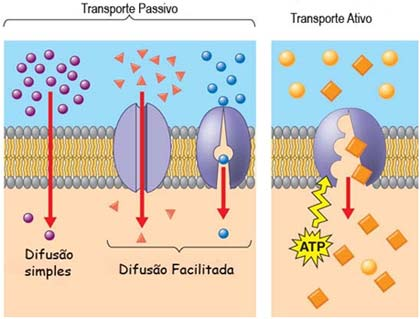 Transporte Passivo
Transporte Ativo
Difusão
simples
Difusão Facilitada
ATP